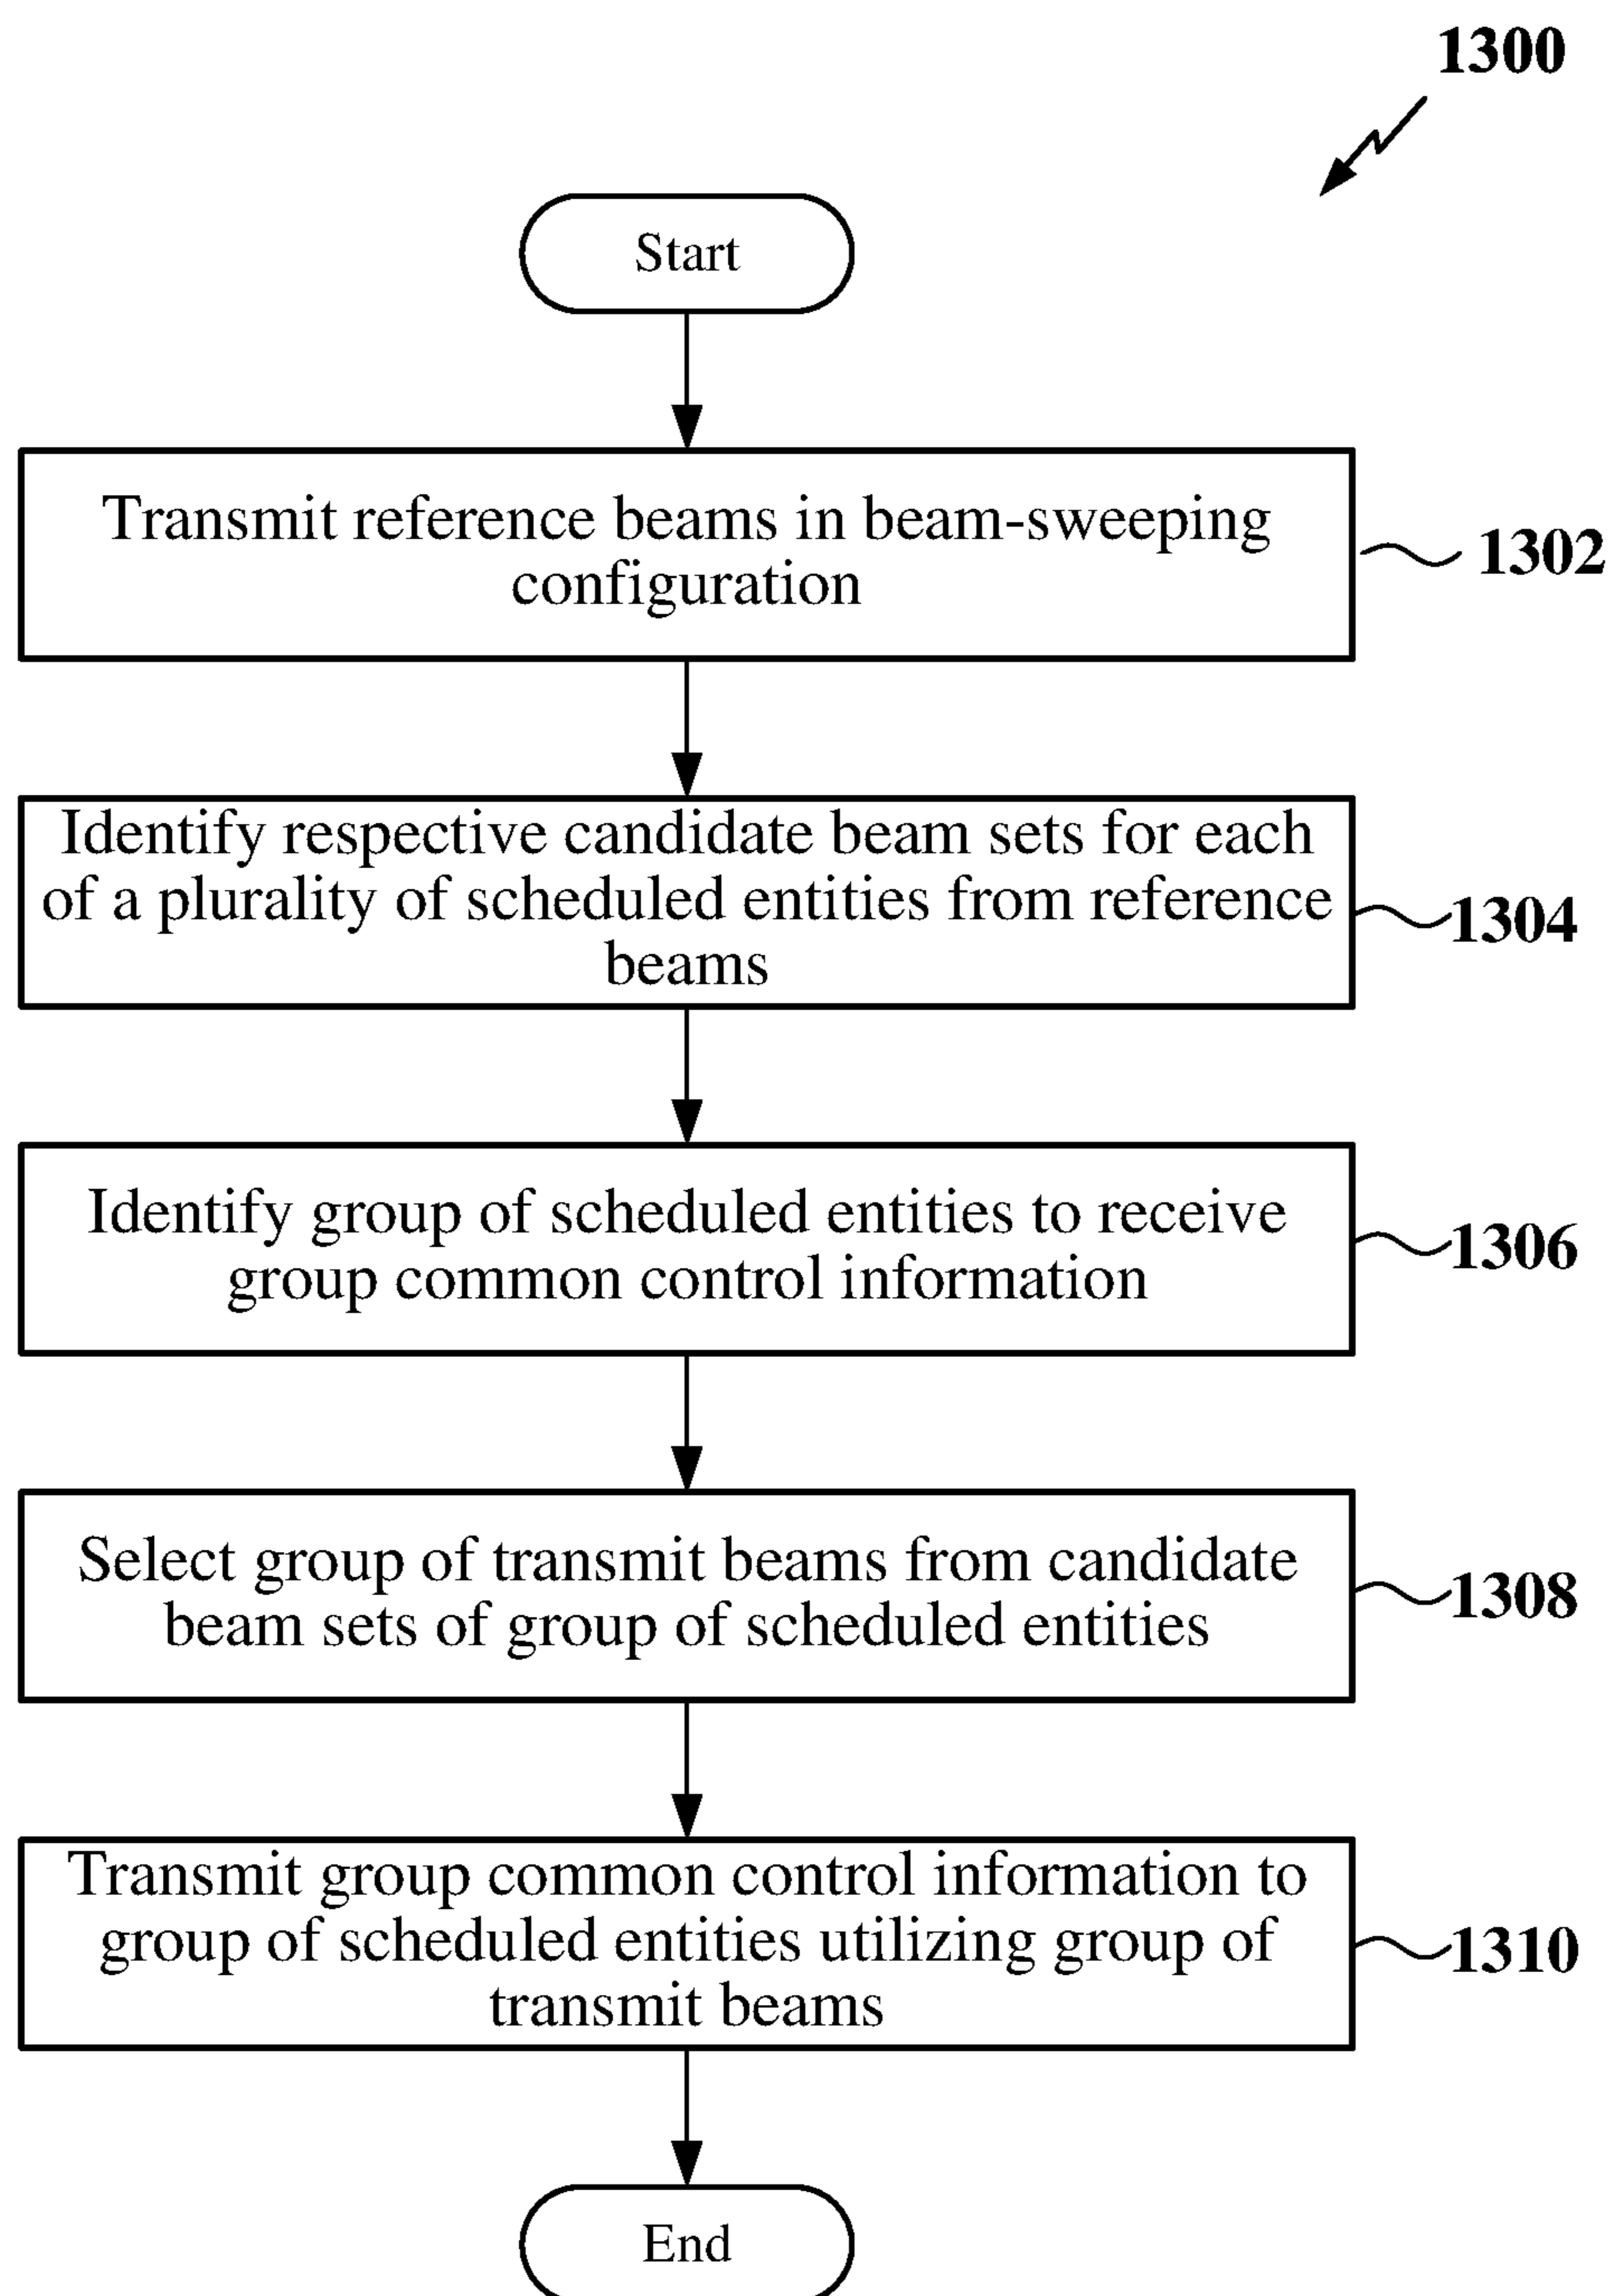 1300
Start
Transmit reference beams in beam-sweeping
configuration
1302
Identify respective candidate beam sets for each
of a plurality of scheduled entities from reference
beams
1304
Identify group of scheduled entities to receive
group common control information
1306
Select group of transmit beams from candidate
beam sets of group of scheduled entities
1308
Transmit group common control information to
group of scheduled entities utilizing group of
transmit beams
1310
End